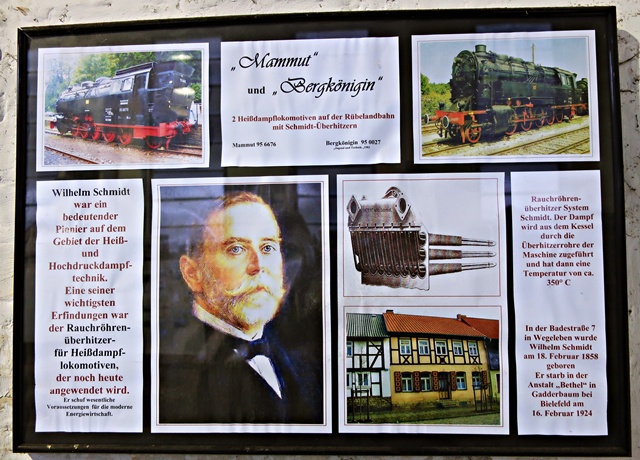 „Mammut“
und „Bergkönigin“
2 Heißdampflokomotiven auf der Rübelandbahn
mit Schmidt-Überhitzern
Mammut 95 6676 Bergkönigin 95 0027
Wilhelm Schmidt
war ein
bedeutender
Pionier auf dem
Gebiet der Heiß-
und
Hochdruckdampf-
technik.
Eine seiner
wichtigsten
Erfindungen war
der Rauchröhren-
überhitzer-
für Heißdampf-
lokomotiven,
der noch heute
angewendet wird.
Er schuf wesentliche
Voraussetzungen für die moderne
Energiewirtschaft.
Rauchröhren-
überhitzer System
Schmidt. Der Dampf
wird aus dem Kessel
durch die
Überhitzerrohre der
Maschine zugeführt
und hat dann eine
Temperatur von ca.
350° C
In der Badestraße 7
in Wegeleben wurde
Wilhelm Schmidt
am 18. Februar 1858
geboren
Er starb in der
Anstalt „Bethel“ in
Gadderbaum bei
Bielefeld am
16. Februar 1924